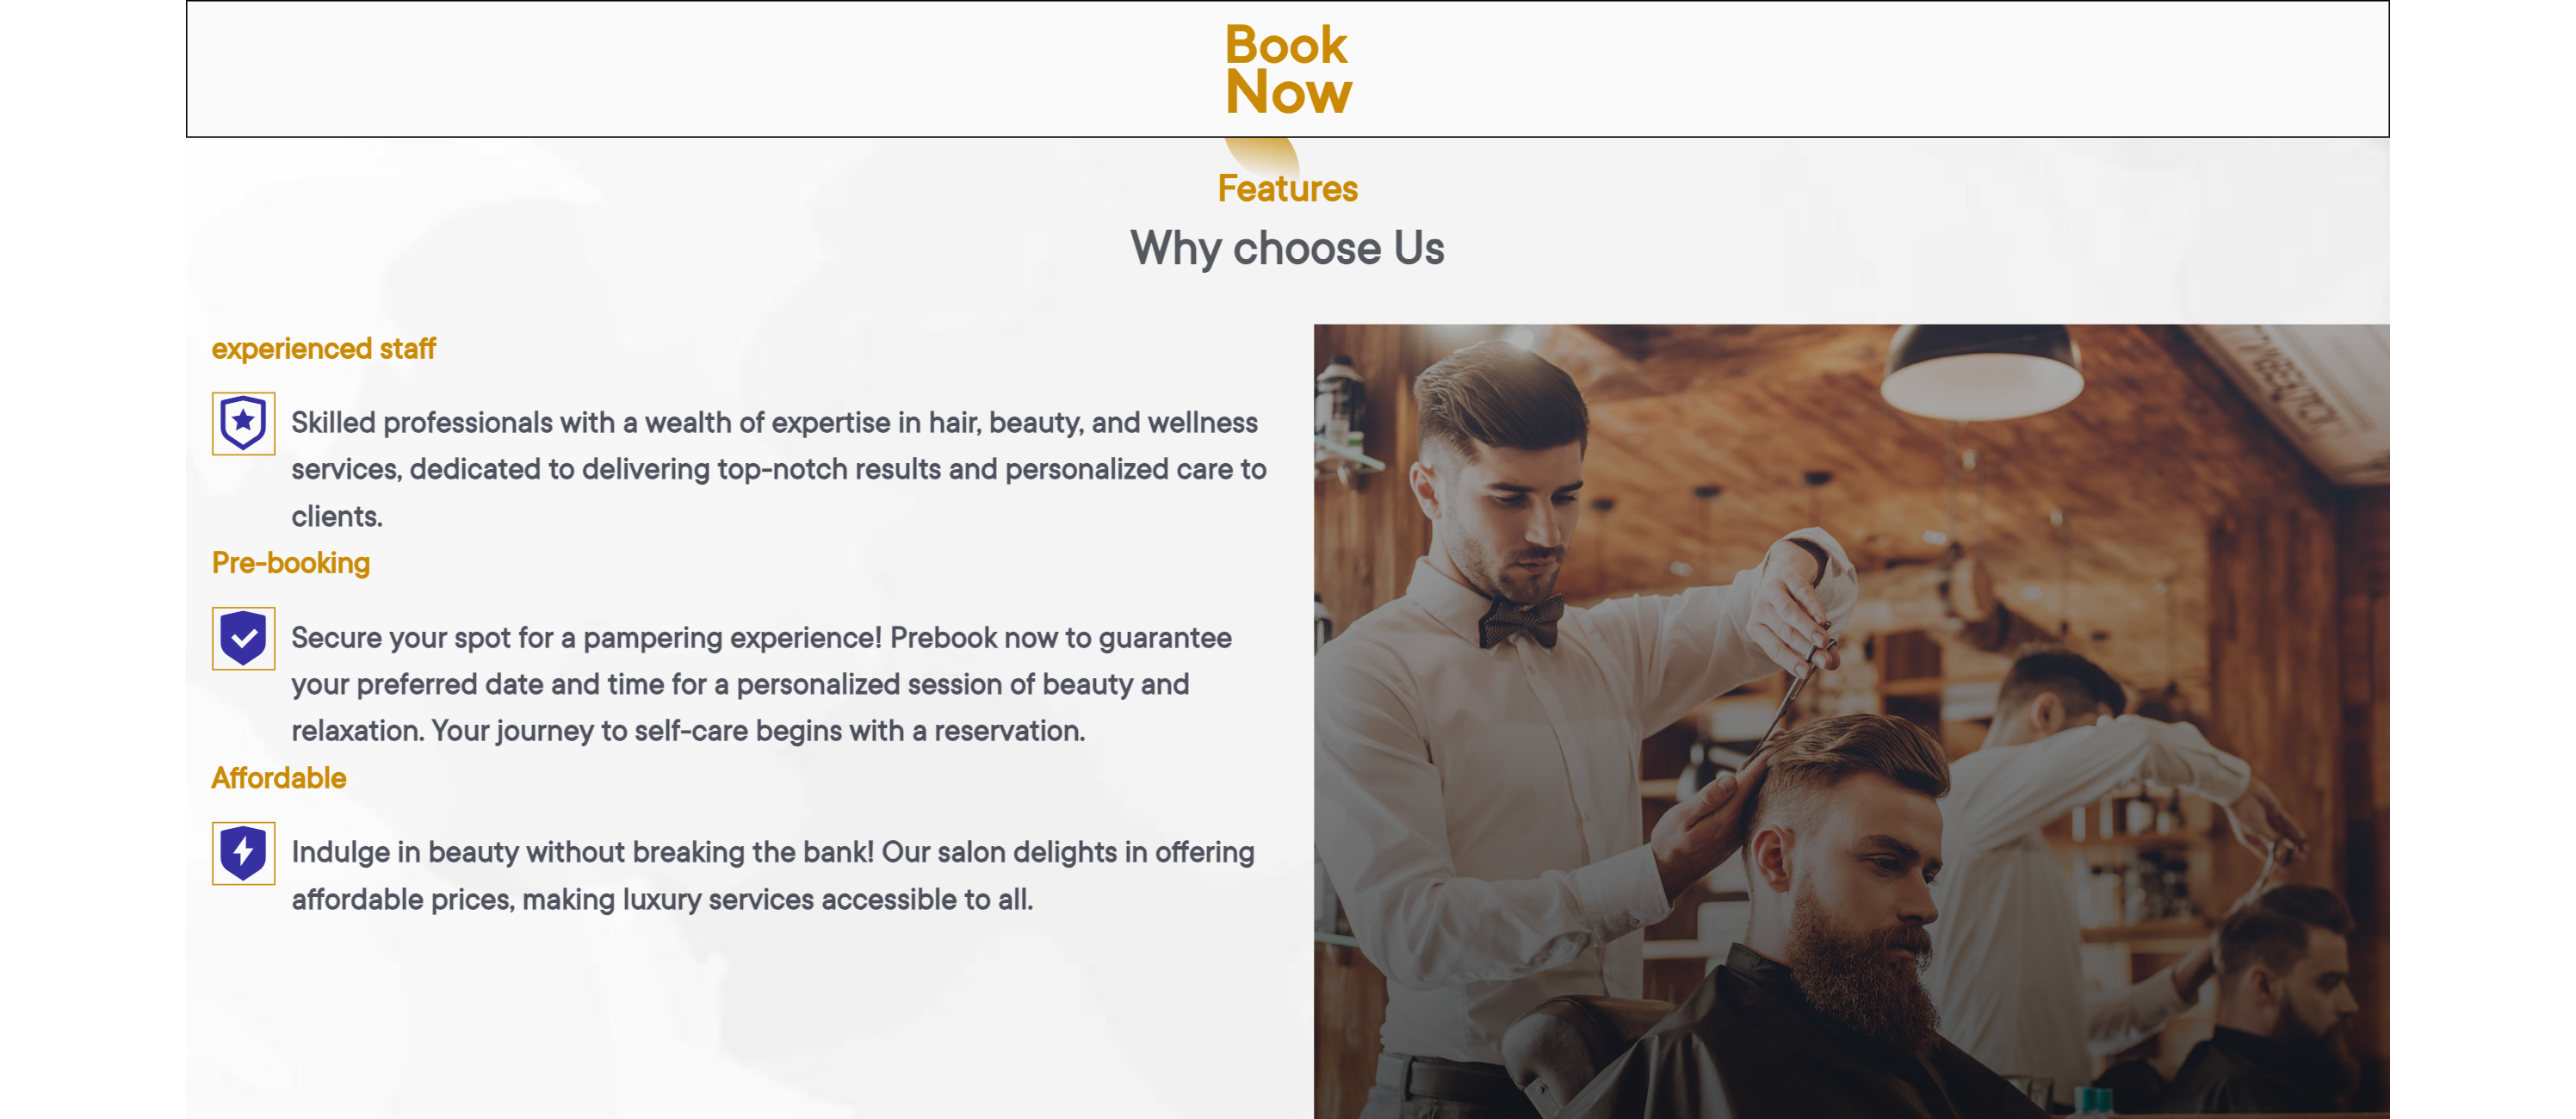 Book
Now
Features
Why choose Us
experienced staff
Skilled professionals with a wealth of expertise in hair, beauty, and wellness
services, dedicated to delivering top-notch results and personalized care to
clients.
Pre-booking
Secure your spot for a pampering experience! Prebook now to guarantee
your preferred date and time for a personalized session of beauty and
relaxation. Your journey to self-care begins with a reservation.
Affordable
Indulge in beauty without breaking the bank! Our salon delights in offering
affordable prices, making luxury services accessible to all.